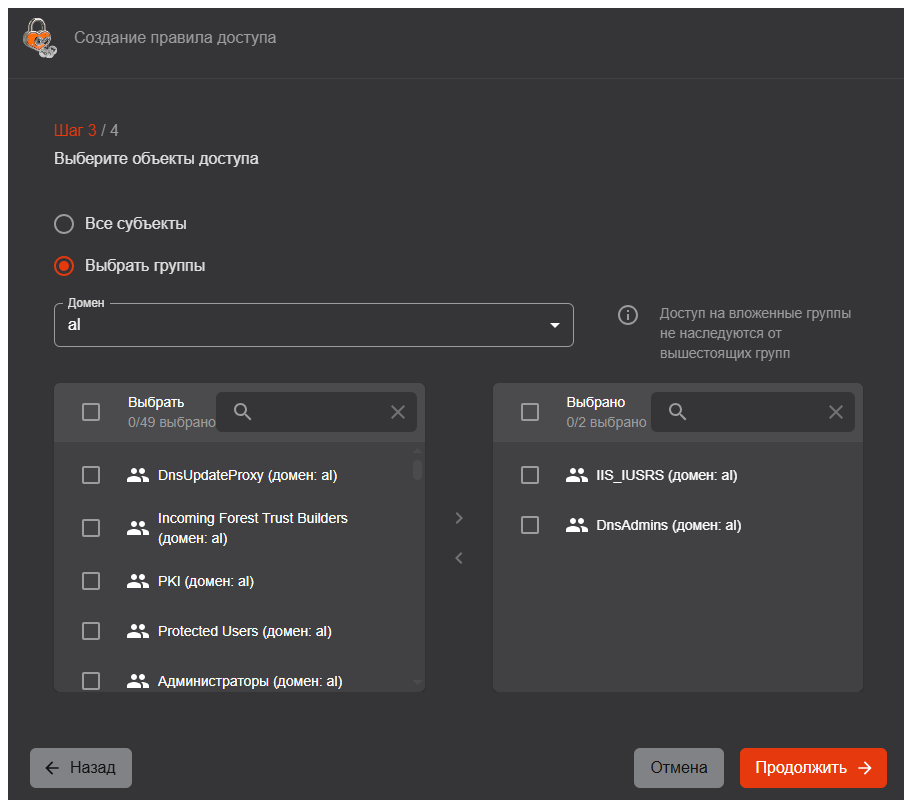 Создание правила доступа
Шаг 3 / 4
Выберите объекты доступа
Все субъекты
Выбрать группы
Домен
al
Доступ на вложенные группы
не наследуются от
вышестоящих групп
Выбрать
0/49 выбрано
DnsUpdateProxy (домен: al)
Incoming Forest Trust Builders
(домен: al)
PKI (домен: al)
Protected Users (домен: al)
Администраторы (домен: al)
Выбрано
0/2 выбрано
IIS_IUSRS (домен: al)
DnsAdmins (домен: al)
Назад
Отмена
Продолжить